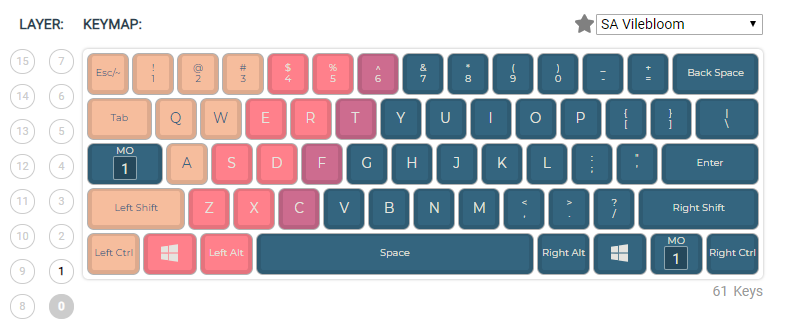 LAYER: KEYMAP: SA Vilebloom
15 7 Esc/~ ! 1 @ 2 # 3 $ 4 % 5 ^ 6 & 7 * 8 ( 9 ) 0 _ - + = Back Space
14 6 Tab Q W E R T Y U I O P { [ } ] | \
13 5
12 4 MO 1 A S D F G H J K L : ; " ' Enter
11 3 Left Shift Z X C V B N M < , > . ? / Right Shift
10 2
9 1 Left Ctrl Left Alt Space Right Alt MO 1 Right Ctrl
8 0
61 Keys